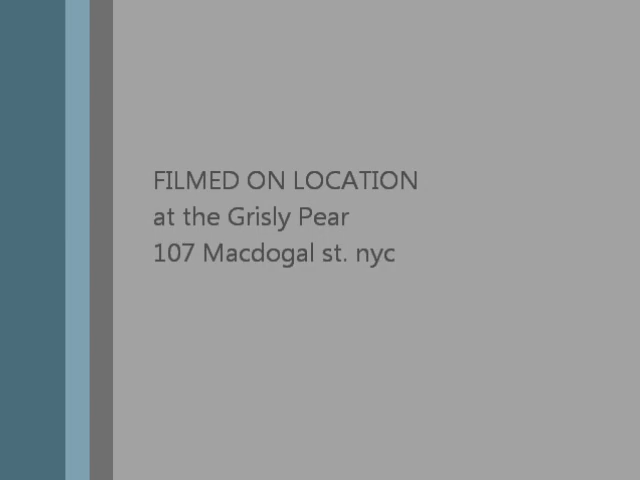 FILMED ON LOCATION
at the Grisly Pear
107 Macdogal st. nyc